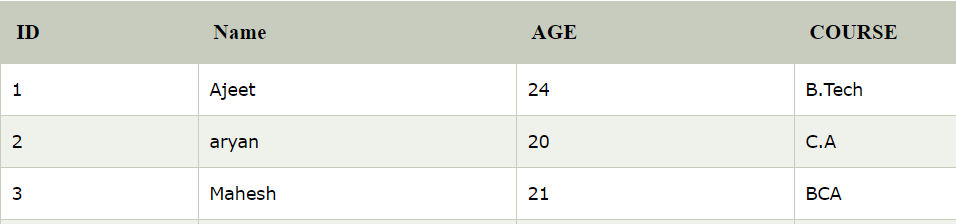 ID Name AGE COURSE
1 Ajeet 24 B.Tech
2 aryan 20 C.A
3 Mahesh 21 BCA